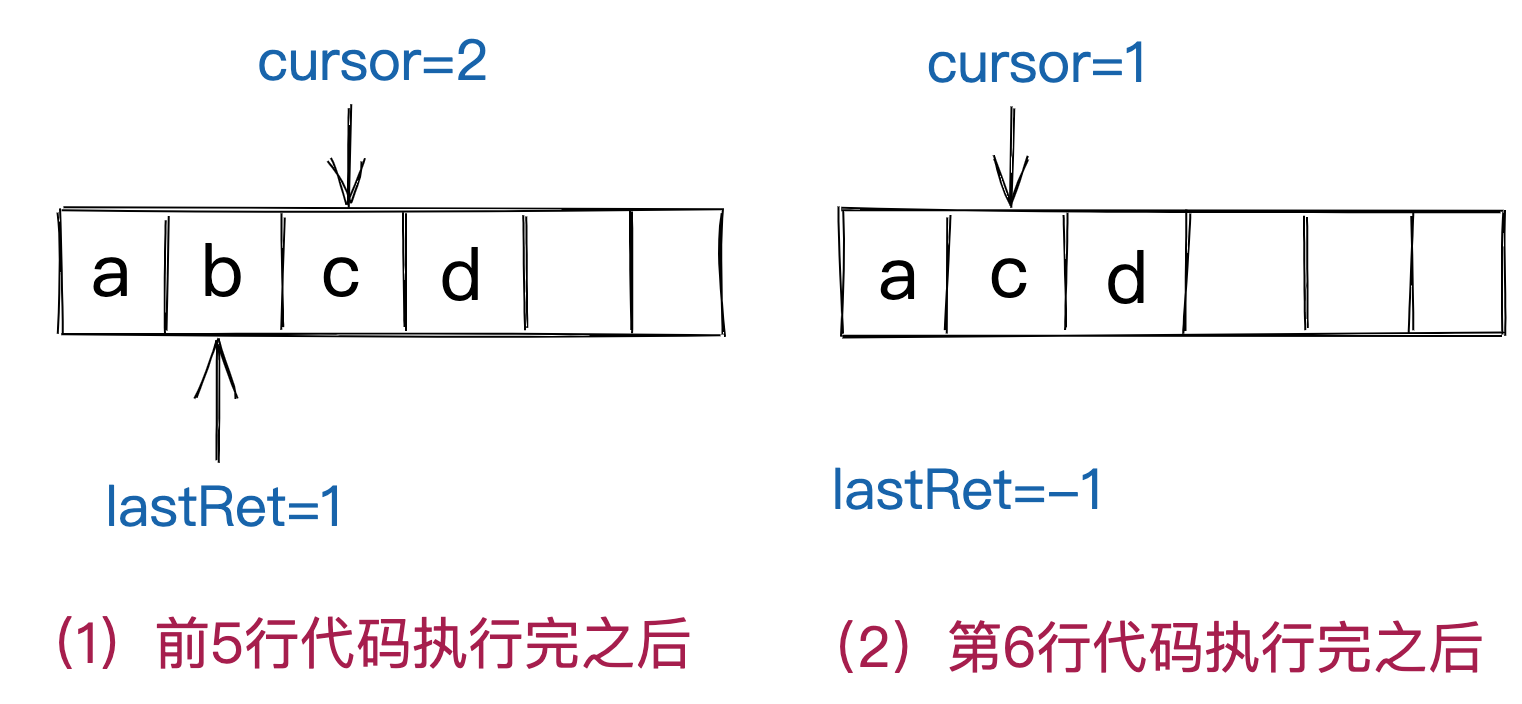 cursor=2
cursor=1
a b c d
a c d
lastRet=1
lastRet=-1
(1) 前5行代码执行完之后
(2) 第6行代码执行完之后